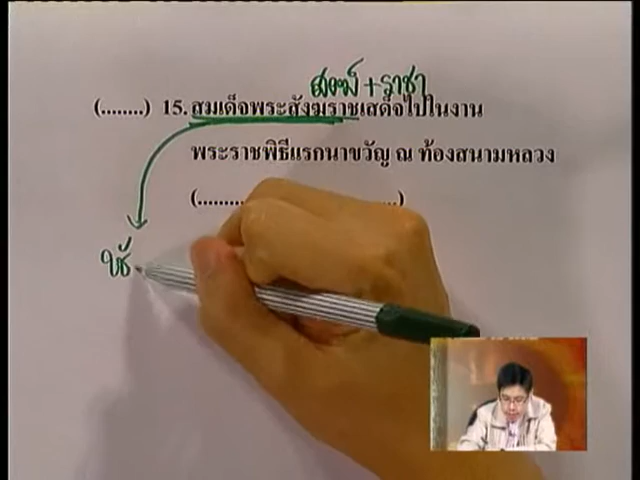 สงฆ์ + ราชา
(........) 15. สมเด็จพระสังฆราชเสด็จไปในงาน
พระราชพิธีแรกนาขวัญ ณ ท้องสนามหลวง
(........ ...)
ใช้